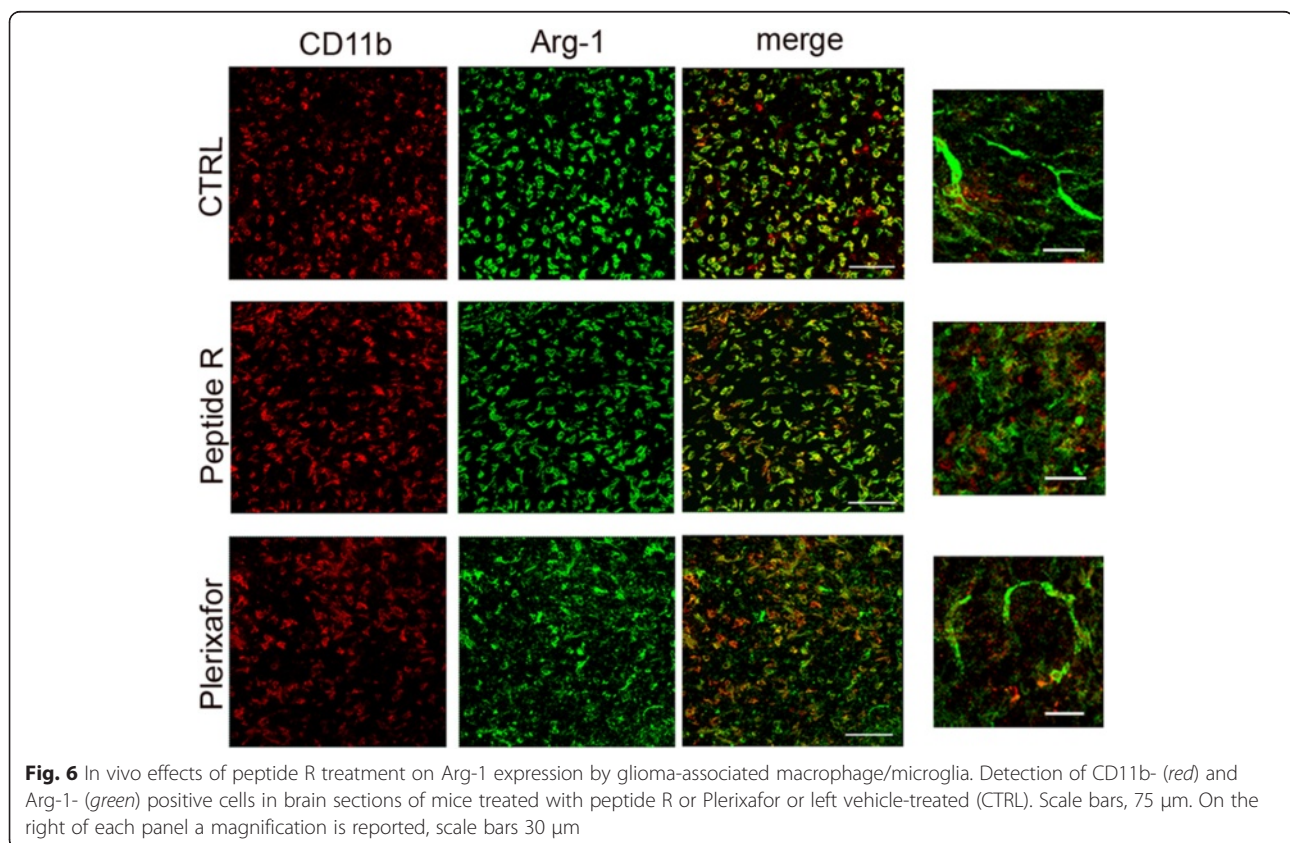 CD11b Arg-1 merge
CTRL
Peptide R
Plerixafor
Fig. 6 In vivo effects of peptide R treatment on Arg-1 expression by glioma-associated macrophage/microglia. Detection of CD11b- (red) and
Arg-1- (green) positive cells in brain sections of mice treated with peptide R or Plerixafor or left vehicle-treated (CTRL). Scale bars, 75 μm. On the
right of each panel a magnification is reported, scale bars 30 μm